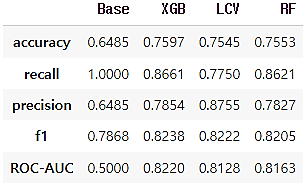 Base XGB LCV RF
accuracy 0.6485 0.7597 0.7545 0.7553
recall 1.0000 0.8661 0.7750 0.8621
precision 0.6485 0.7854 0.8755 0.7827
f1 0.7868 0.8238 0.8222 0.8205
ROC-AUC 0.5000 0.8220 0.8128 0.8163